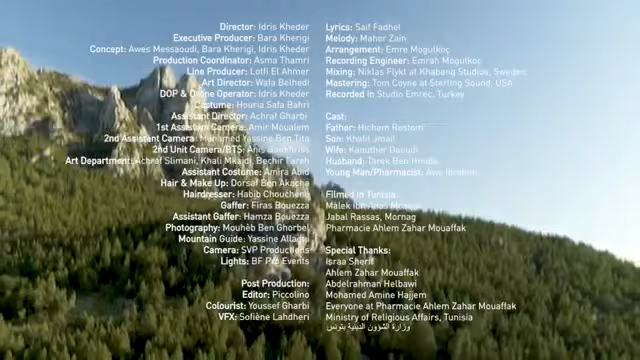 Director: Idris Kheder
Executive Producer: Bara Kherigi
Concept: Awes Messaoudi, Bara Kherigi, Idris Kheder
Production Coordinator: Asma Thamri
Line Producer: Lotfi El Ahmer
Art Director: Wafa Belhedi
DOP & Drone Operator: Idris Kheder
Costume: Houria Safa Bahri
Assistant Director: Achraf Gharbi
1st Assistant Camera: Amir Moualem
2nd Assistant Camera: Mohamed Yassine Ben Tita
2nd Unit Camera/BTS: Anis
Art Department: Achraf Slimani, Khalil Mkaidi, Bechir Tareh
Assistant Costume: Amira Abid
Hair & Make Up: Dorsaf Ben Akacha
Hairdresser: Habib Chouchene
Gaffer: Firas Bouezza
Assistant Gaffer: Hamza Bouezza
Photography: Mouhèb Ben Ghorbel
Mountain Guide: Yassine Alladin
Camera: SVP Productions
Lights: BF Pro Events
Post Production:
Editor: Piccolino
Colourist: Youssef Gharbi
VFX: Sofiène Lahdheri
Lyrics: Saif Fadhel
Melody: Maher Zain
Arrangement: Emre Mogulkoç
Recording Engineer: Emrah Mogulkoç
Mixing: Niklas Flykt at Khabang Studios, Sweden
Mastering: Tom Coyne at Sterling Sound, USA
Recorded in Studio Emrec, Turkey
Cast:
Father: Hichem Rostom
Son: Khalil Jmail
Wife: Kaouther Daoudi
Husband: Tarek Ben Hmida
Young Man/Pharmacist: Awe Ibrahim
Filmed in Tunisia:
Malek
Jabal Rassas, Mornag
Pharmacie Ahlem Zahar Mouaffak
Special Thanks:
Israa Sherif
Ahlem Zahar Mouaffak
Abdelrahman Helbawi
Mohamed Amine Hajjem
Everyone at Pharmacie Ahlem Zahar Mouaffak
Ministry of Religious Affairs, Tunisia
وزارة الشؤون الدينية بتونس